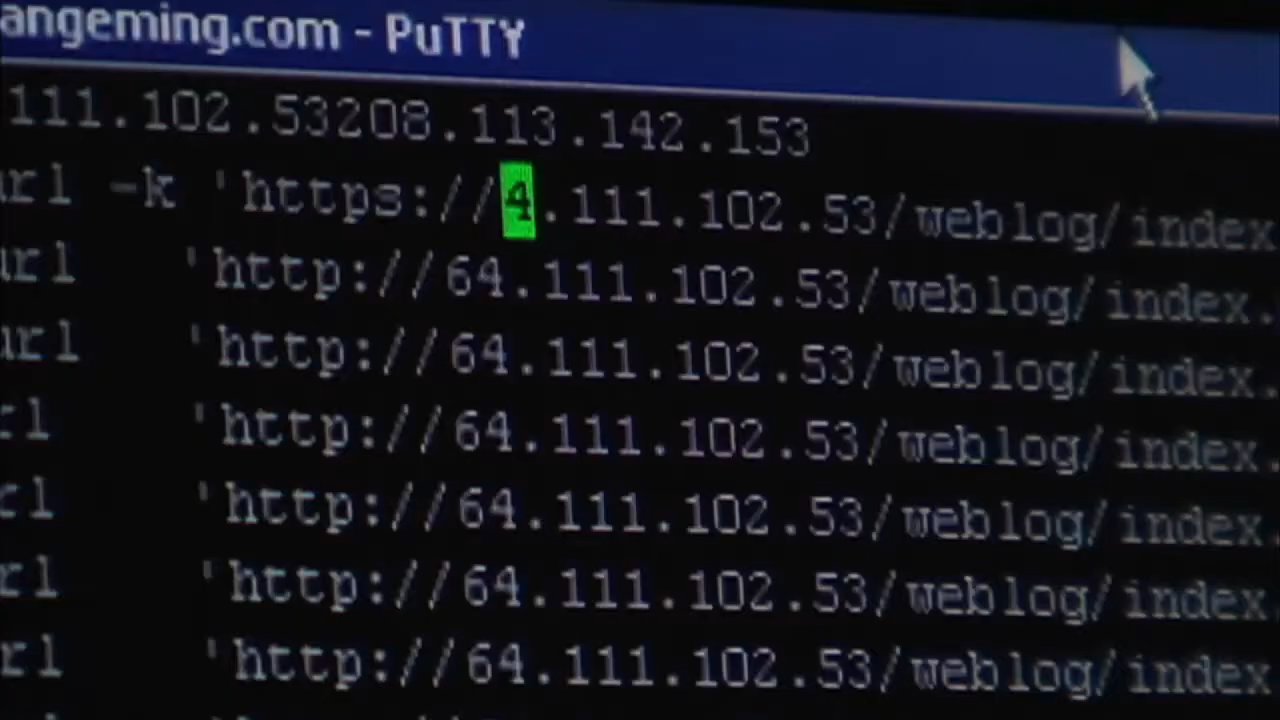 angeming.com - PuTTY
111.102.53208.113.142.153
url -k 'https://4.111.102.53/weblog/index
url 'http://64.111.102.53/weblog/index.
url 'http://64.111.102.53/weblog/index.
rl 'http://64.111.102.53/weblog/index.
rl 'http://64.111.102.53/weblog/index.
rl 'http://64.111.102.53/weblog/index
rl 'http://64.111.102.53/weblog/index